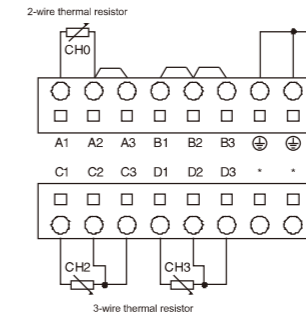 2-wire thermal resistor
CH0
A1 A2 A3 B1 B2 B3
C1 C2 C3 D1 D2 D3 * *
CH2 CH3
3-wire thermal resistor